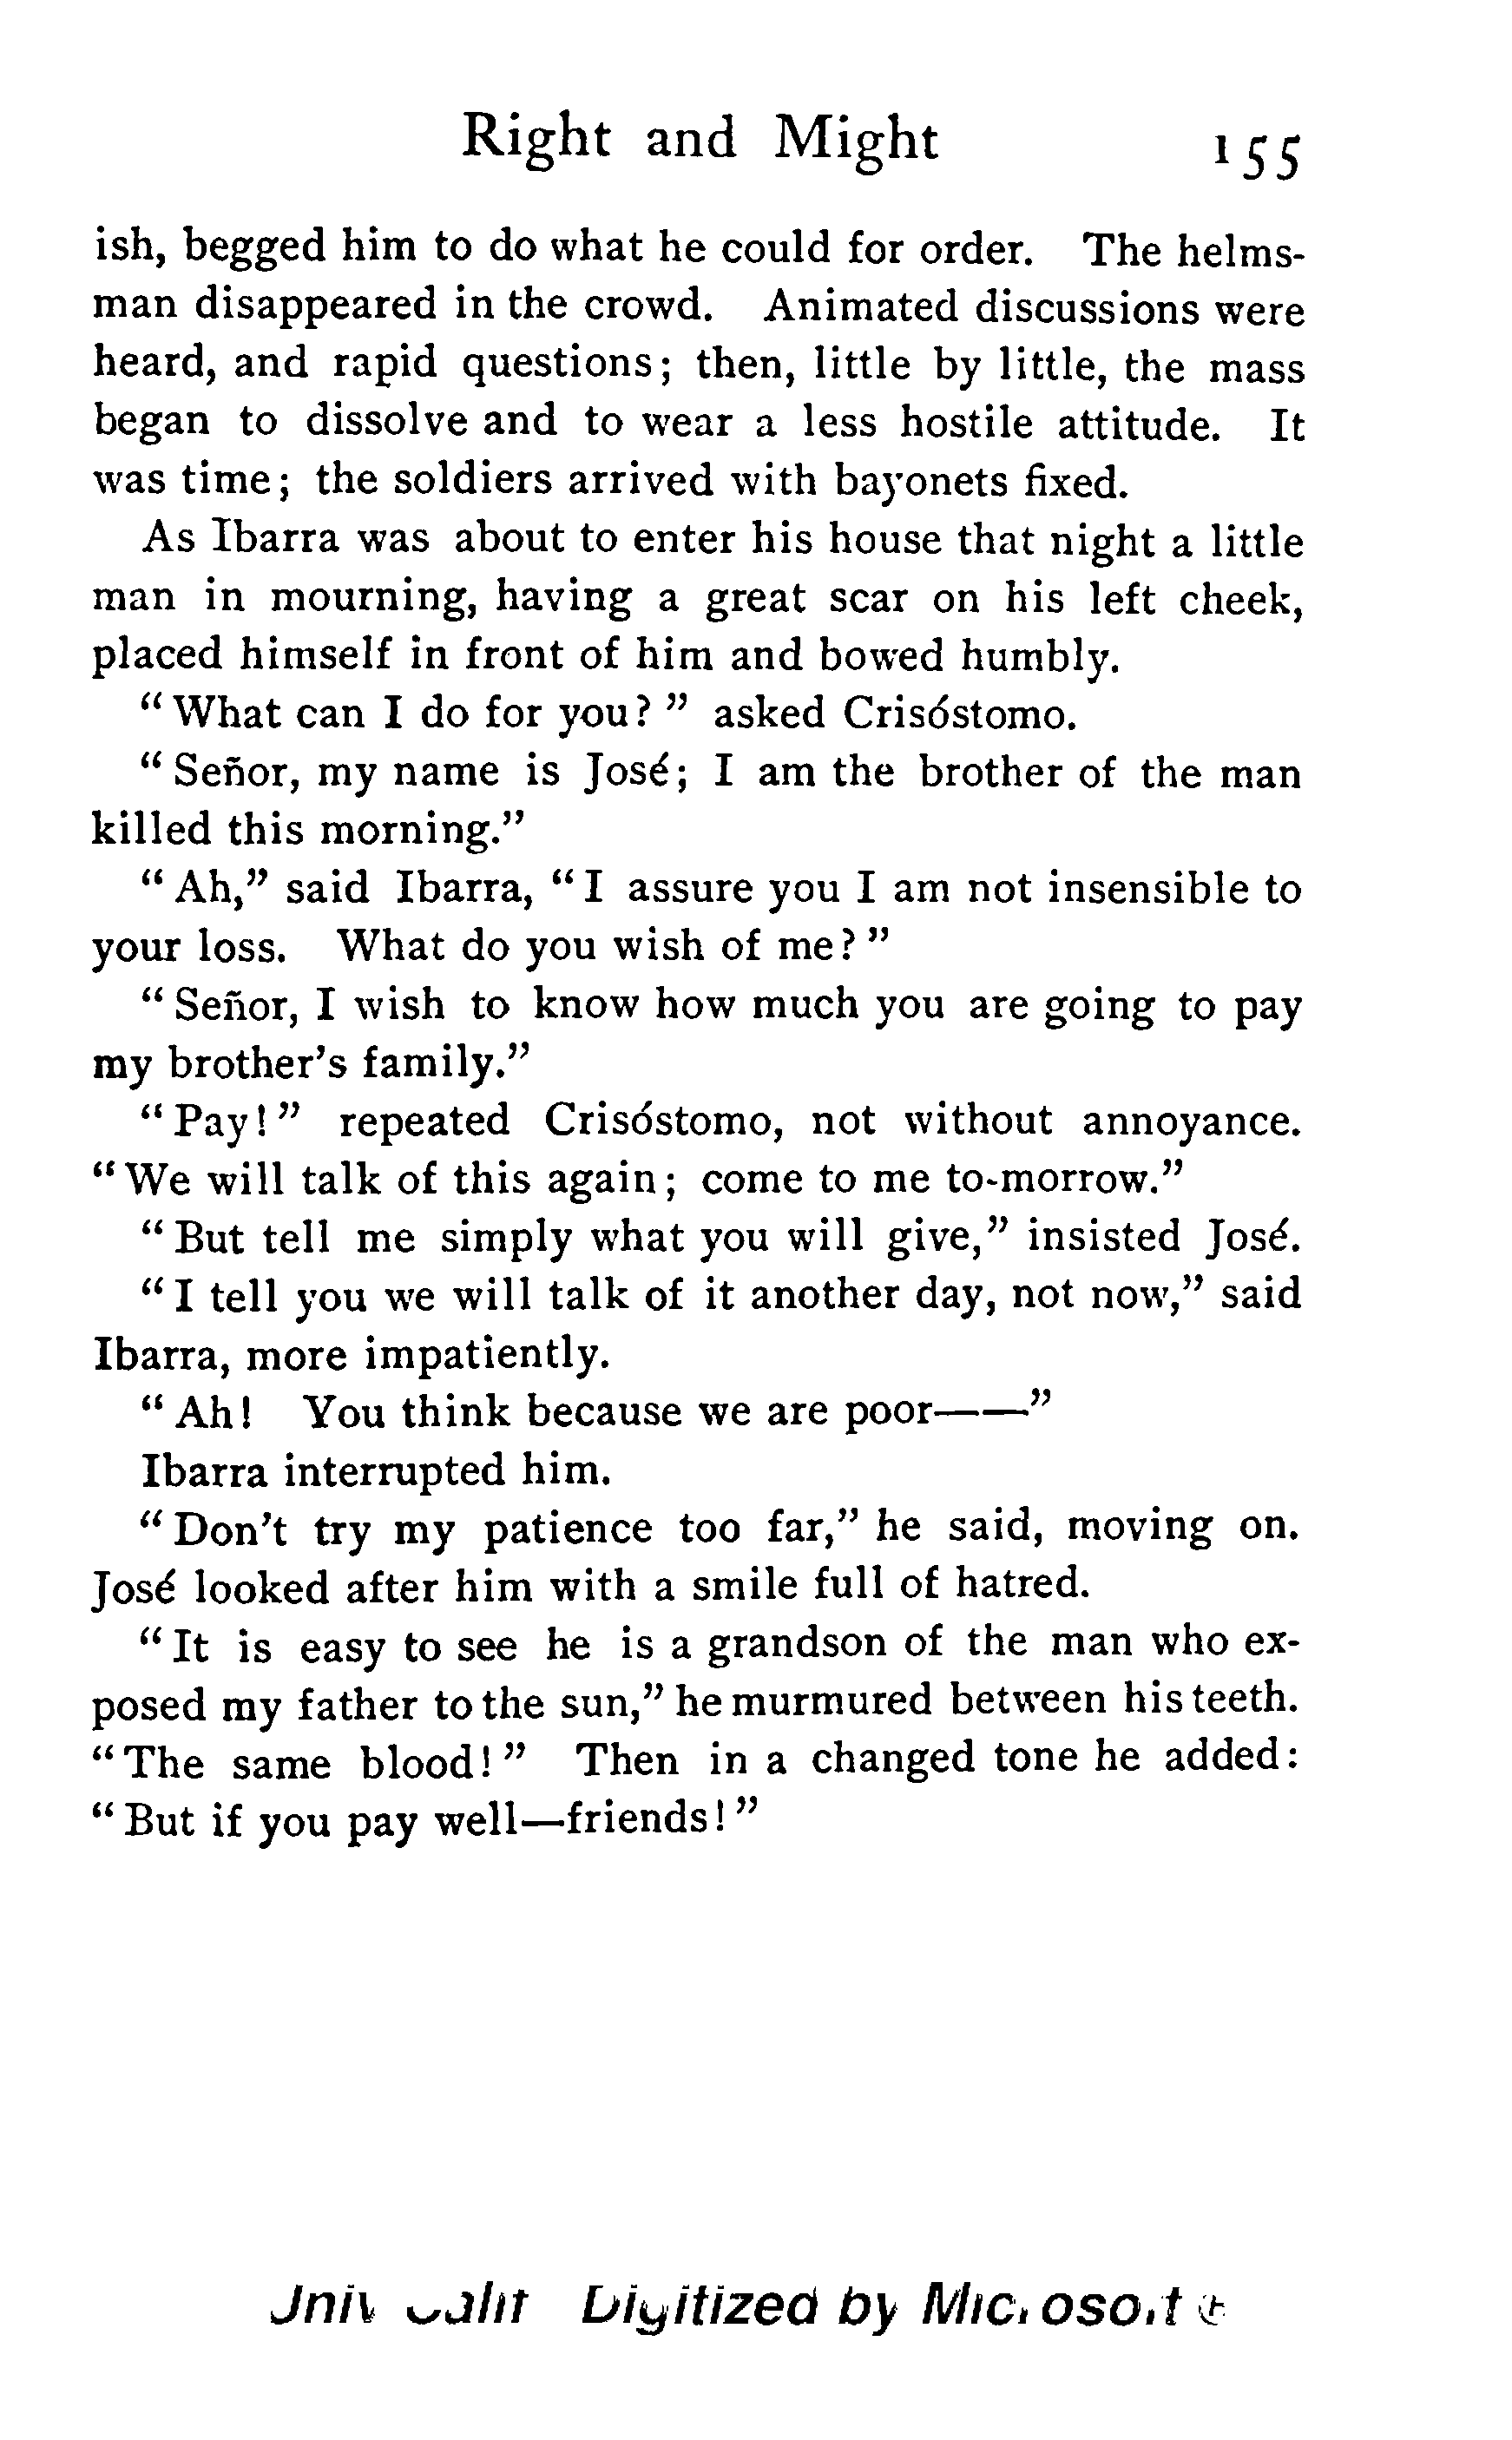 Right and Might 155
ish, begged him to do what he could for order. The helms-
man disappeared in the crowd. Animated discussions were
heard, and rapid questions; then, little by little, the mass
began to dissolve and to wear a less hostile attitude. It
was time; the soldiers arrived with bayonets fixed.
As Ibarra was about to enter his house that night a little
man in mourning, having a great scar on his left cheek,
placed himself in front of him and bowed humbly.
“What can I do for you?” asked Crisóstomo.
“Señor, my name is José; I am the brother of the man
killed this morning.”
“Ah,” said Ibarra, “I assure you I am not insensible to
your loss. What do you wish of me?”
“Señor, I wish to know how much you are going to pay
my brother’s family.”
“Pay!” repeated Crisóstomo, not without annoyance.
“We will talk of this again; come to me to-morrow.”
“But tell me simply what you will give,” insisted José.
“I tell you we will talk of it another day, not now,” said
Ibarra, more impatiently.
“Ah! You think because we are poor——”
Ibarra interrupted him.
“Don’t try my patience too far,” he said, moving on.
José looked after him with a smile full of hatred.
“It is easy to see he is a grandson of the man who ex-
posed my father to the sun,” he murmured between his teeth.
“The same blood!” Then in a changed tone he added:
“But if you pay well—friends!”
Univ Calif Digitized by Microsoft ®